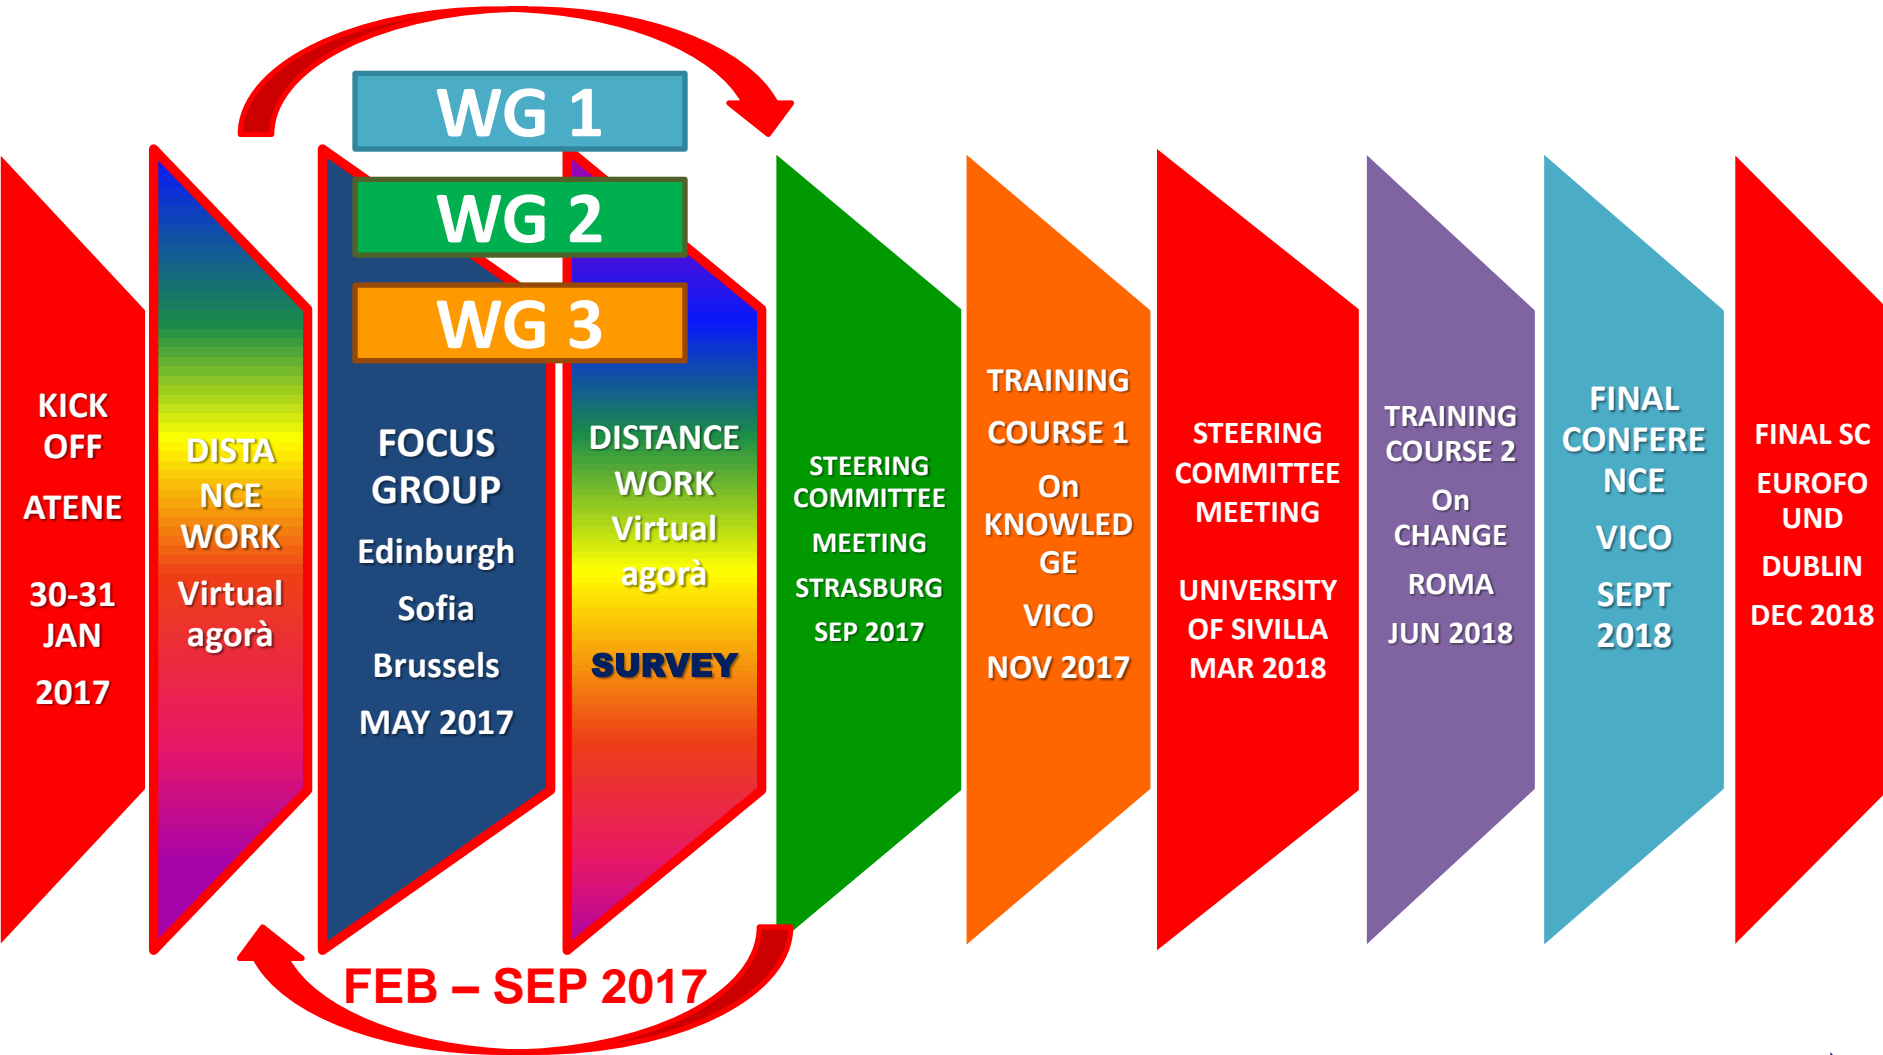 WG 1
WG 2
WG 3
KICK
OFF
ATENE
30-31
JAN
2017
DISTA
NCE
WORK
Virtual
agorà
FOCUS
GROUP
Edinburgh
Sofia
Brussels
MAY 2017
DISTANCE
WORK
Virtual
agorà
SURVEY
STEERING
COMMITTEE
MEETING
STRASBURG
SEP 2017
TRAINING
COURSE 1
On
KNOWLED
GE
VICO
NOV 2017
STEERING
COMMITTEE
MEETING
UNIVERSITY
OF SIVILLA
MAR 2018
TRAINING
COURSE 2
On
CHANGE
ROMA
JUN 2018
FINAL
CONFERE
NCE
VICO
SEPT
2018
FINAL SC
EUROFO
UND
DUBLIN
DEC 2018
FEB – SEP 2017